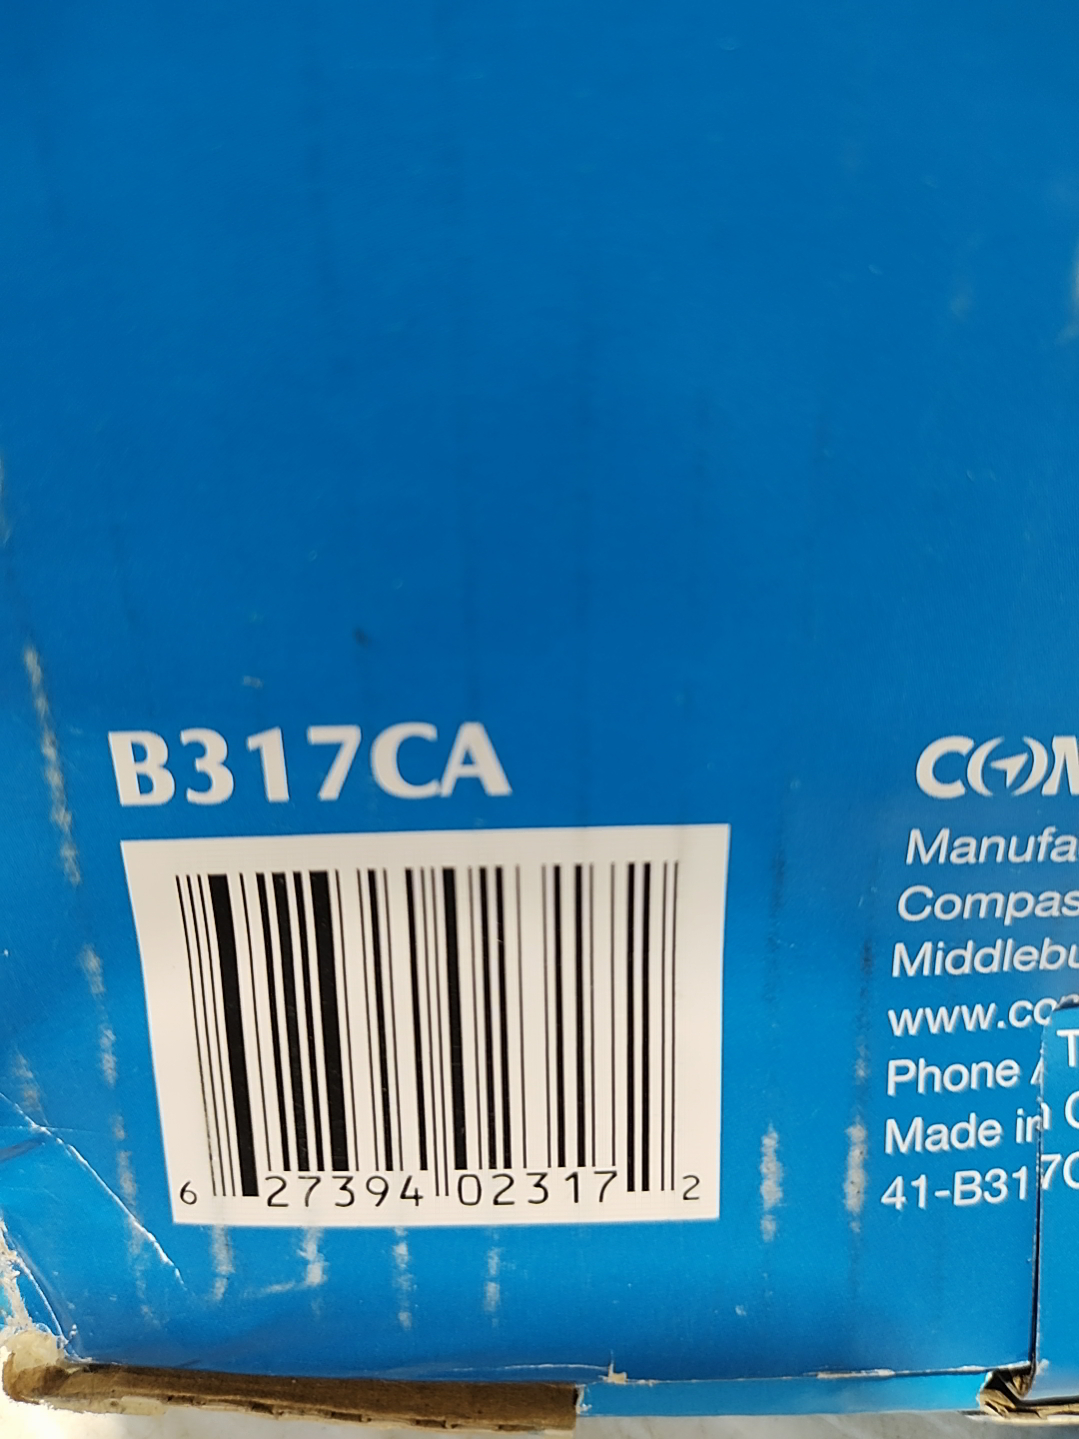 B317CA
6 27394 02317 2
Manufa
Compas
Middlebu
www.co
Phone
Made in
41-B317C